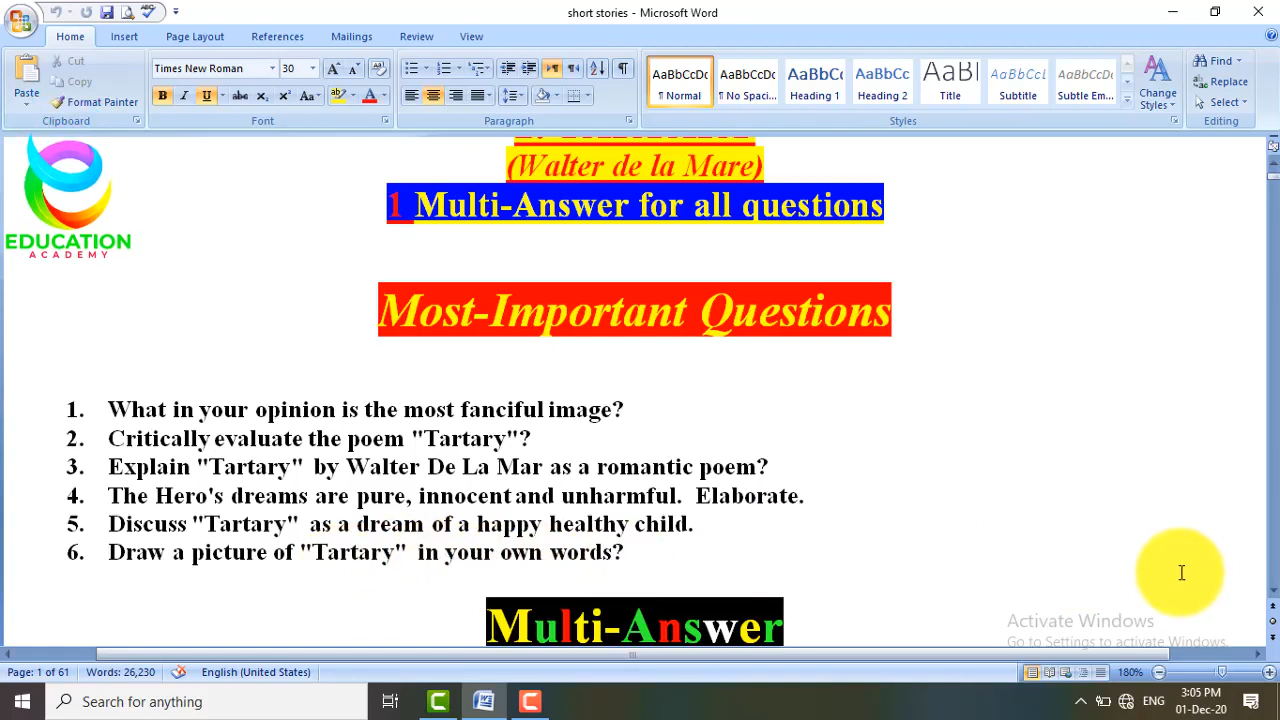 short stories - Microsoft Word
Home Insert Page Layout References Mailings Review View
Paste
Cut
Copy
Format Painter
Clipboard
Times New Roman 30
Font
Paragraph
AaBbCcDc AaBbCcDc AaBbC AaBbCc AaBl AaBbCcL AaBbCcDc
¶ Normal ¶ No Spaci... Heading 1 Heading 2 Title Subtitle Subtle Em...
Change Styles
Styles
Find
Replace
Select
Editing
EDUCATION
ACADEMY
(Walter de la Mare)
1 Multi-Answer for all questions
Most-Important Questions
1. What in your opinion is the most fanciful image?
2. Critically evaluate the poem "Tartary"?
3. Explain "Tartary" by Walter De La Mar as a romantic poem?
4. The Hero's dreams are pure, innocent and unharmful. Elaborate.
5. Discuss "Tartary" as a dream of a happy healthy child.
6. Draw a picture of "Tartary" in your own words?
Multi-Answer
Activate Windows
Go to Settings to activate Windows.
Page: 1 of 61 Words: 26,230 English (United States) 180%
Search for anything
ENG
3:05 PM
01-Dec-20